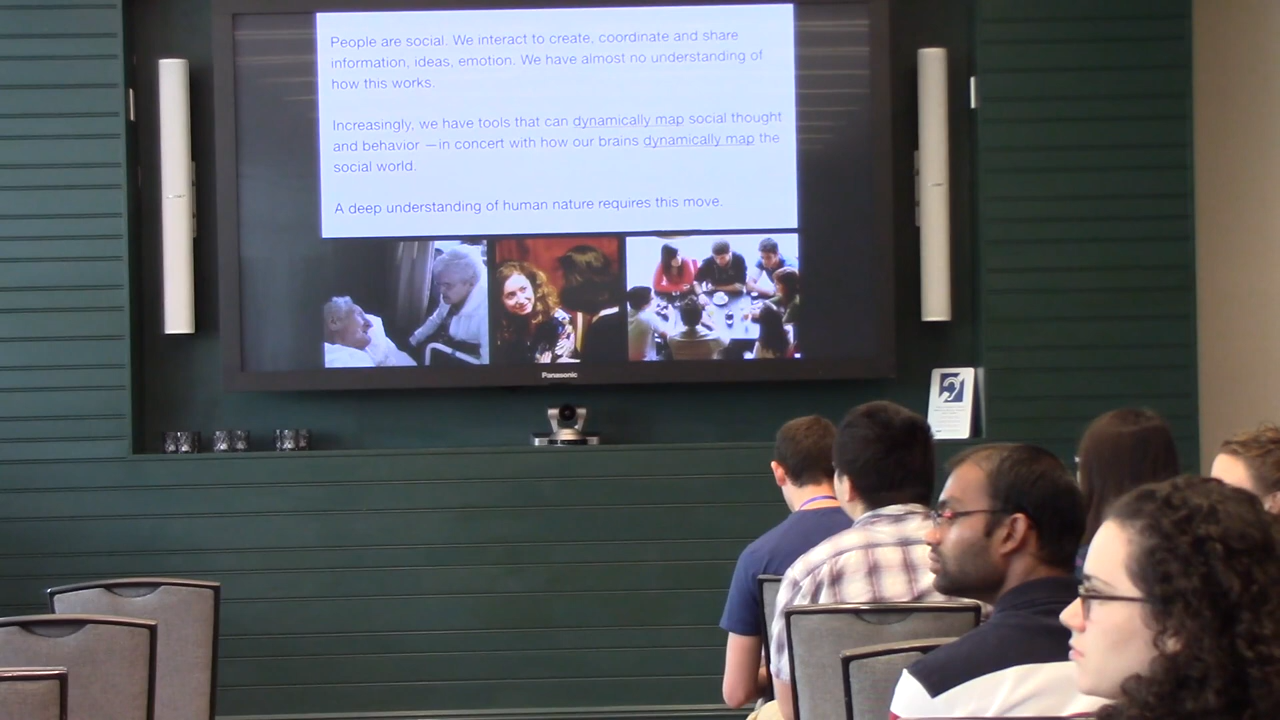 People are social. We interact to create, coordinate and share
information, ideas, emotion. We have almost no understanding of
how this works.
Increasingly, we have tools that can dynamically map social thought
and behavior —in concert with how our brains dynamically map the
social world.
A deep understanding of human nature requires this move.
Panasonic